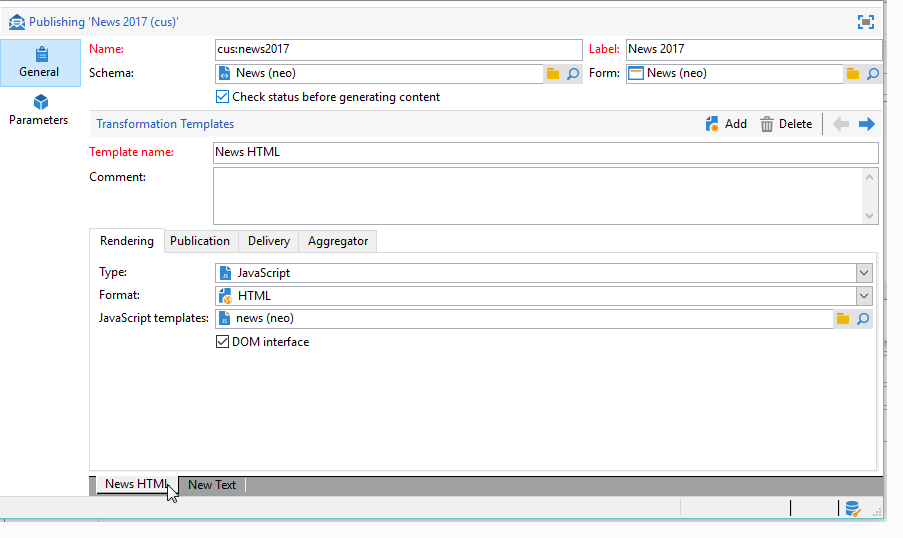 Publishing 'News 2017 (cus)'
General
Parameters
Name: cus:news2017 Label: News 2017
Schema: News (neo) Form: News (neo)
Check status before generating content
Transformation Templates Add Delete
Template name: News HTML
Comment:
Rendering Publication Delivery Aggregator
Type: JavaScript
Format: HTML
JavaScript templates: news (neo)
DOM interface
News HTML New Text